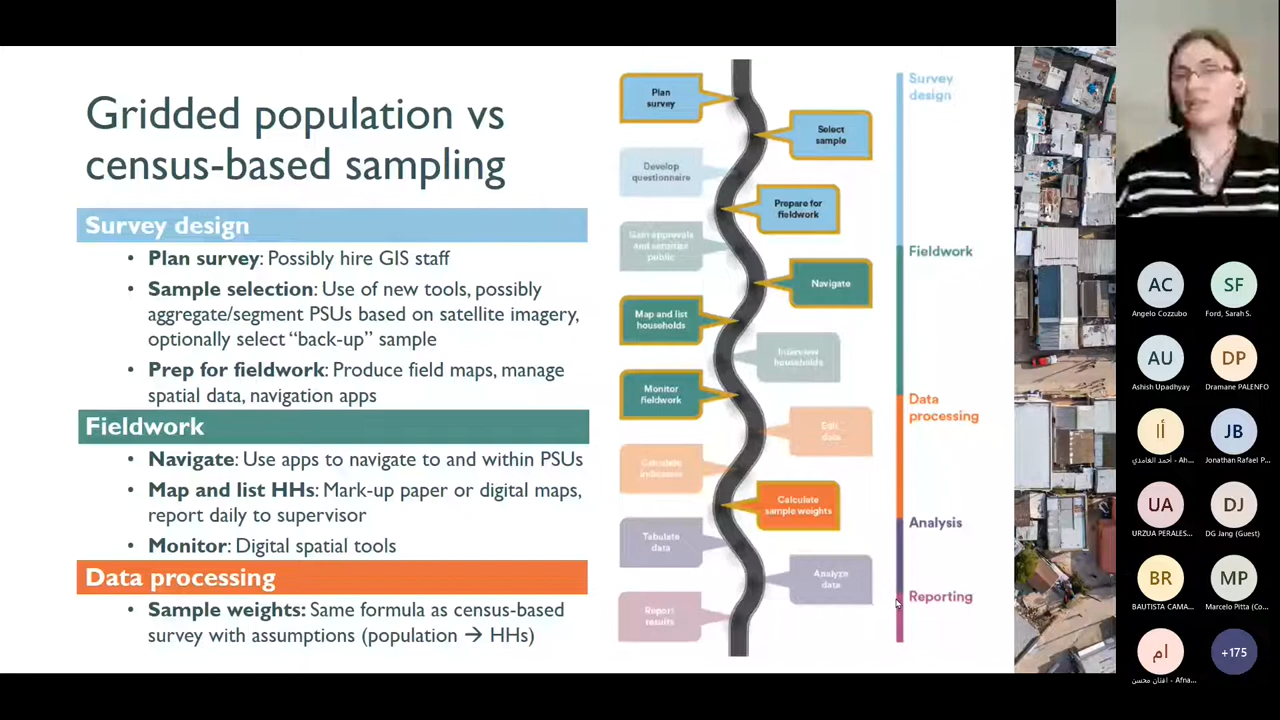 Gridded population vs
census-based sampling
Survey design
• Plan survey: Possibly hire GIS staff
• Sample selection: Use of new tools, possibly
aggregate/segment PSUs based on satellite imagery,
optionally select “back-up” sample
• Prep for fieldwork: Produce field maps, manage
spatial data, navigation apps
Fieldwork
• Navigate: Use apps to navigate to and within PSUs
• Map and list HHs: Mark-up paper or digital maps,
report daily to supervisor
• Monitor: Digital spatial tools
Data processing
• Sample weights: Same formula as census-based
survey with assumptions (population → HHs)
Plan
survey
Select
sample
Develop
questionnaire
Prepare for
fieldwork
Gain approvals
and sensitize
public
Navigate
Map and list
households
Interview
households
Monitor
fieldwork
Edit
data
Calculate
indicators
Calculate
sample weights
Tabulate
data
Analyze
data
Report
results
Survey
design
Fieldwork
Data
processing
Analysis
Reporting
AC
Angelo Cozzubo
SF
Ford, Sarah S.
AU
Ashish Upadhyay
DP
Dramane PALENFO
أا
أحمد الغامدي - Ah...
JB
Jonathan Rafael P...
UA
URZUA PERALES...
DJ
DG Jang (Guest)
BR
BAUTISTA CAMA...
MP
Marcelo Pitta (Co...
ام
افنان محسن - Afna...
+175